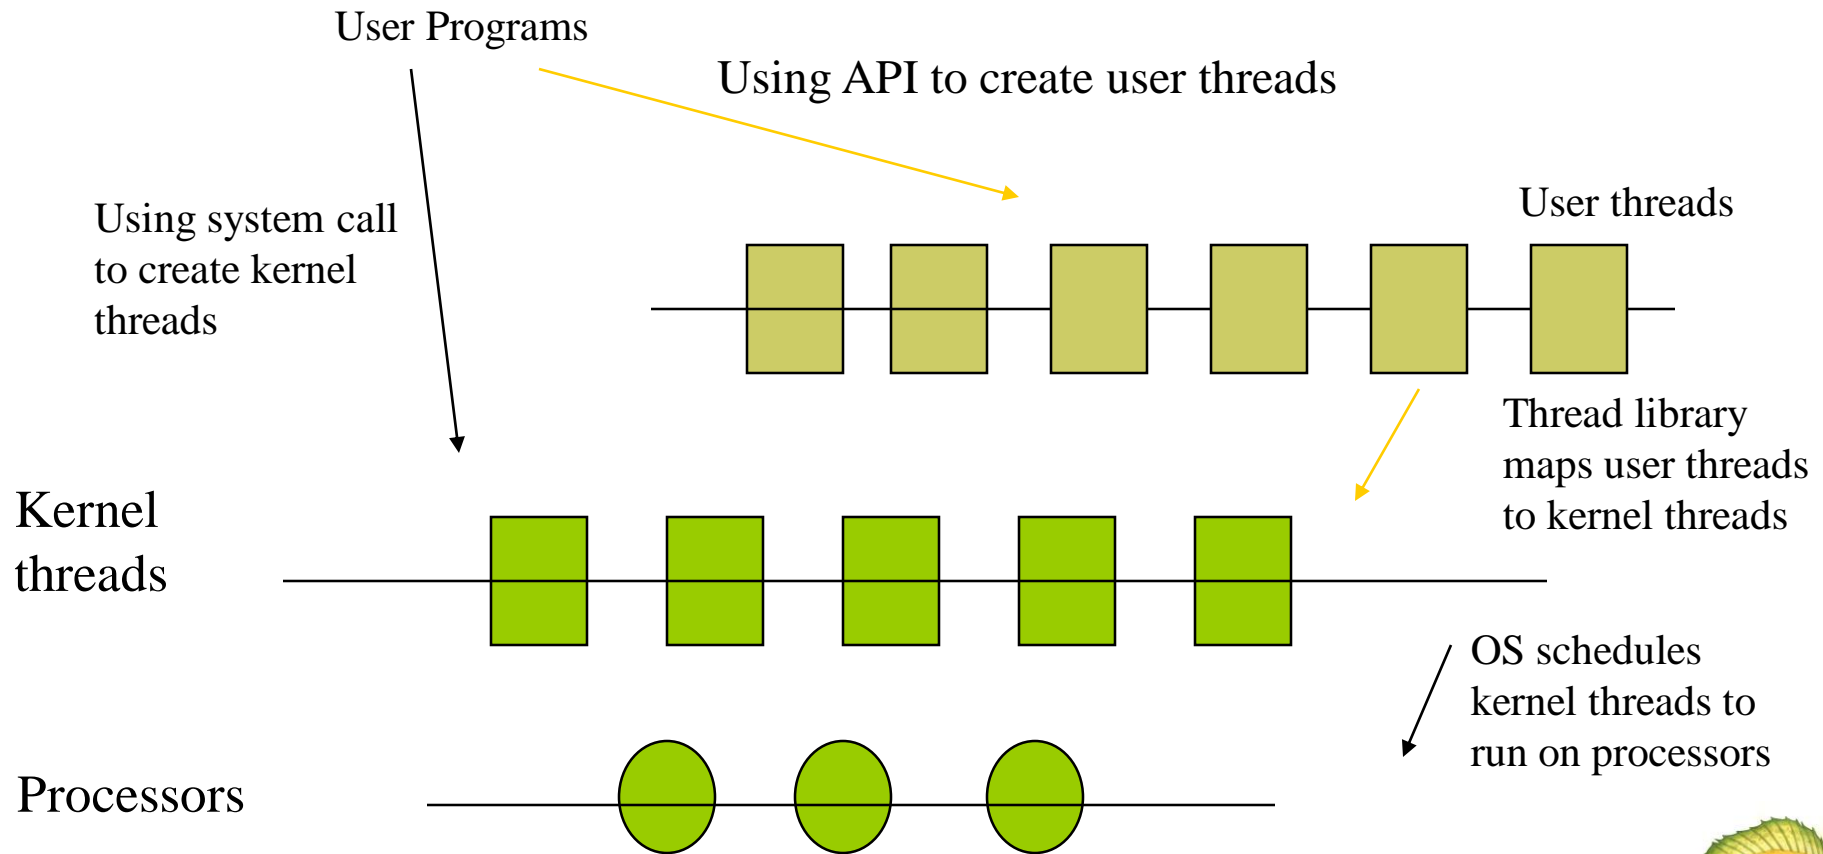 User Programs
Using API to create user threads
Using system call
to create kernel
threads
User threads
Thread library
maps user threads
to kernel threads
Kernel
threads
OS schedules
kernel threads to
run on processors
Processors